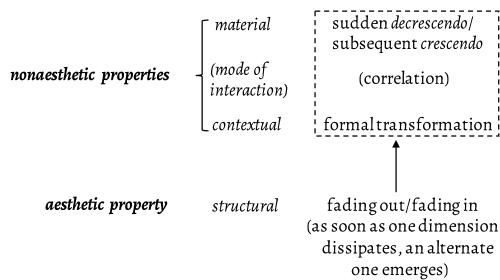 material sudden decrescendo/
subsequent crescendo
nonaesthetic properties (mode of
interaction) (correlation)
contextual formal transformation
aesthetic property structural fading out/fading in
(as soon as one dimension
dissipates, an alternate
one emerges)